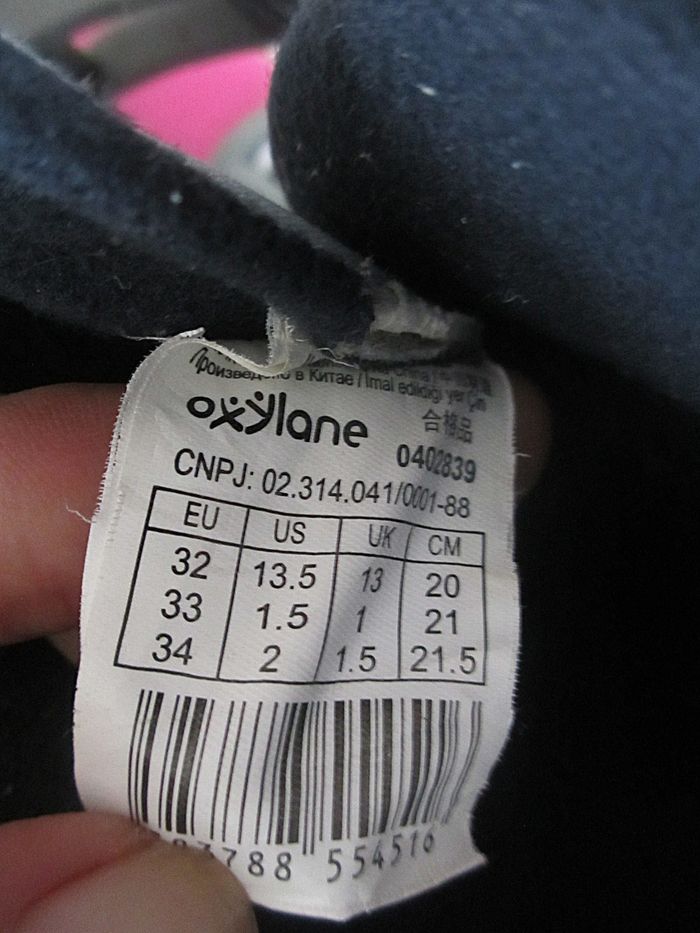 Произведено в Китае / Imal edildiği yer Çin
oxylane 合格品
0402839
CNPJ: 02.314.041/0001-88
EU US UK CM
32 13.5 13 20
33 1.5 1 21
34 2 1.5 21.5
788 554516